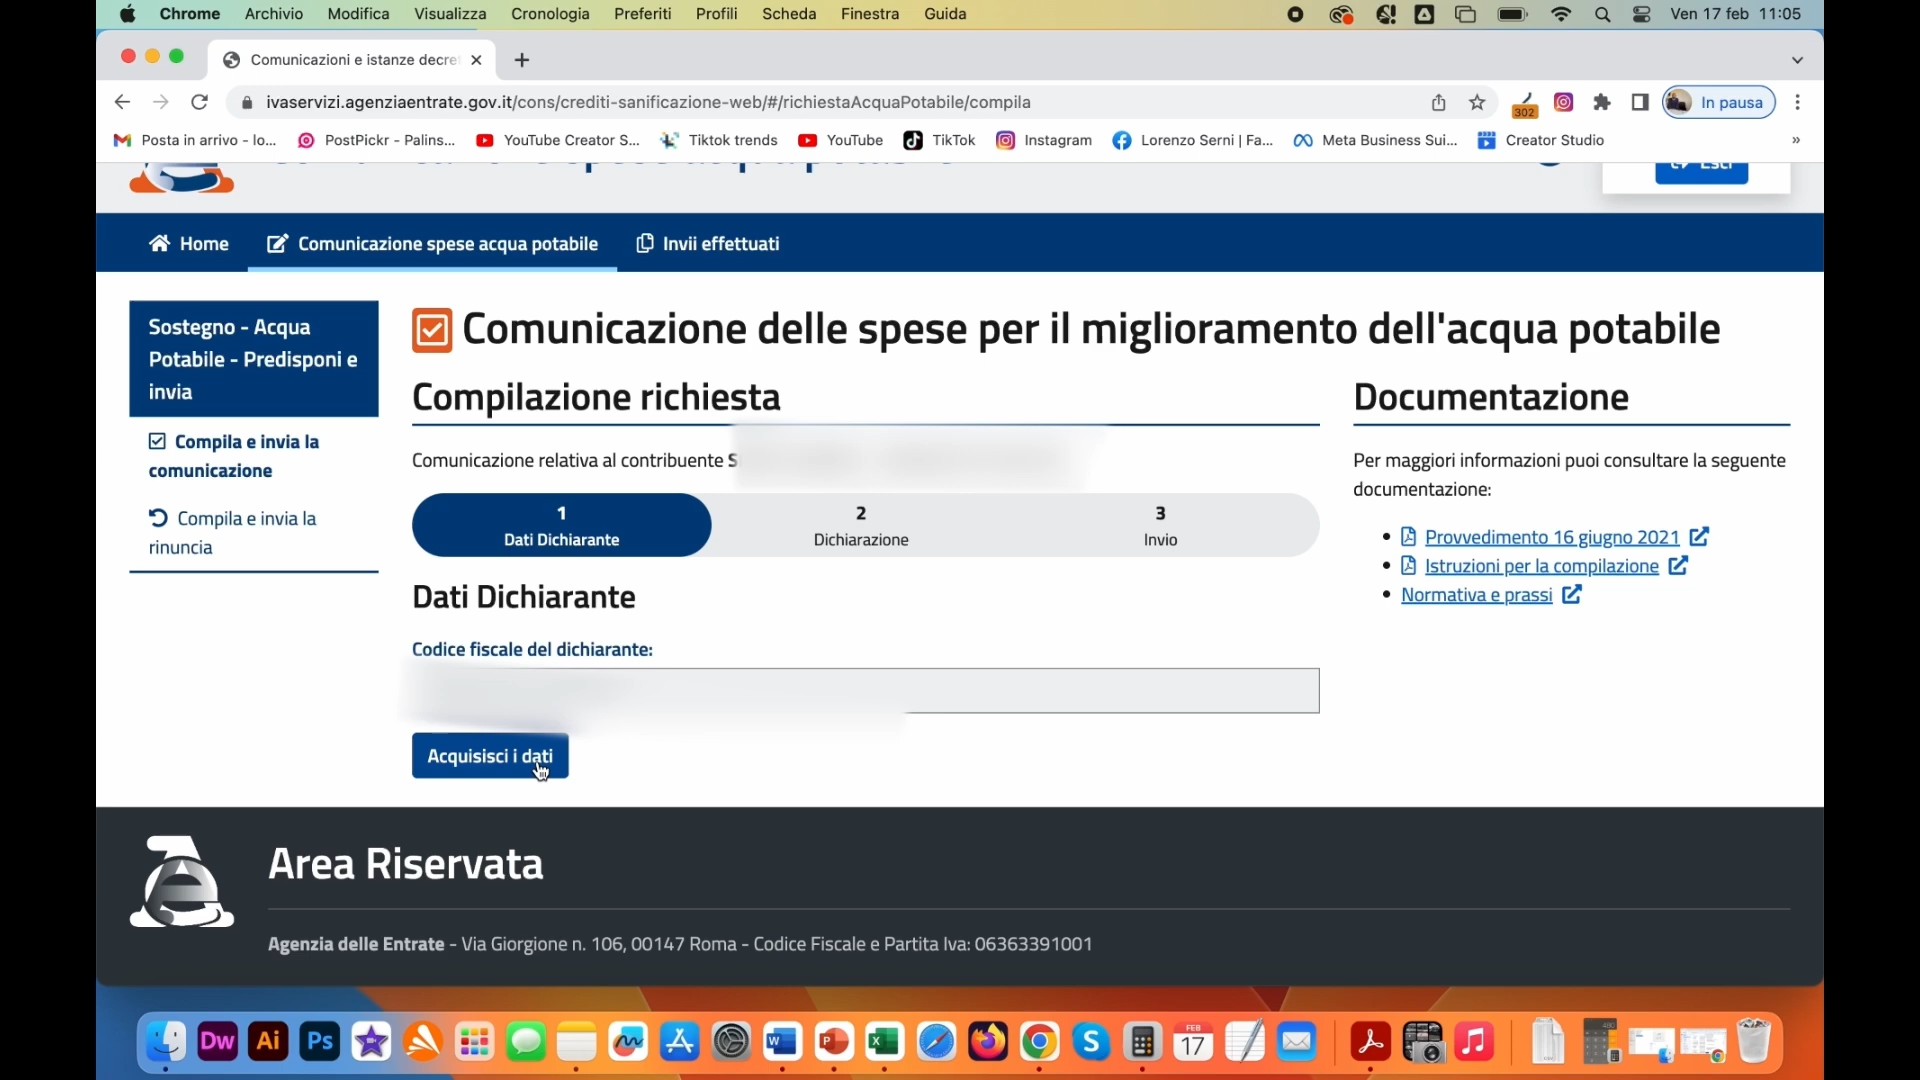 Chrome Archivio Modifica Visualizza Cronologia Preferiti Profili Scheda Finestra Guida Ven 17 feb 11:05
Comunicazioni e istanze decre
ivaservizi.agenziaentrate.gov.it/cons/crediti-sanificazione-web/#/richiestaAcquaPotabile/compila 302 In pausa
Posta in arrivo - lo... PostPickr - Palins... YouTube Creator S... Tiktok trends YouTube TikTok Instagram Lorenzo Serni | Fa... Meta Business Sui... Creator Studio »
Esci
Home Comunicazione spese acqua potabile Invii effettuati
Sostegno - Acqua
Potabile - Predisponi e
invia
Compila e invia la
comunicazione
Compila e invia la
rinuncia
Comunicazione delle spese per il miglioramento dell'acqua potabile
Compilazione richiesta
Comunicazione relativa al contribuente S
1 2 3
Dati Dichiarante Dichiarazione Invio
Dati Dichiarante
Codice fiscale del dichiarante:
Acquisisci i dati
Documentazione
Per maggiori informazioni puoi consultare la seguente
documentazione:
Provvedimento 16 giugno 2021
Istruzioni per la compilazione
Normativa e prassi
Area Riservata
Agenzia delle Entrate - Via Giorgione n. 106, 00147 Roma - Codice Fiscale e Partita Iva: 06363391001
Dw Ai Ps W P X S FEB 17